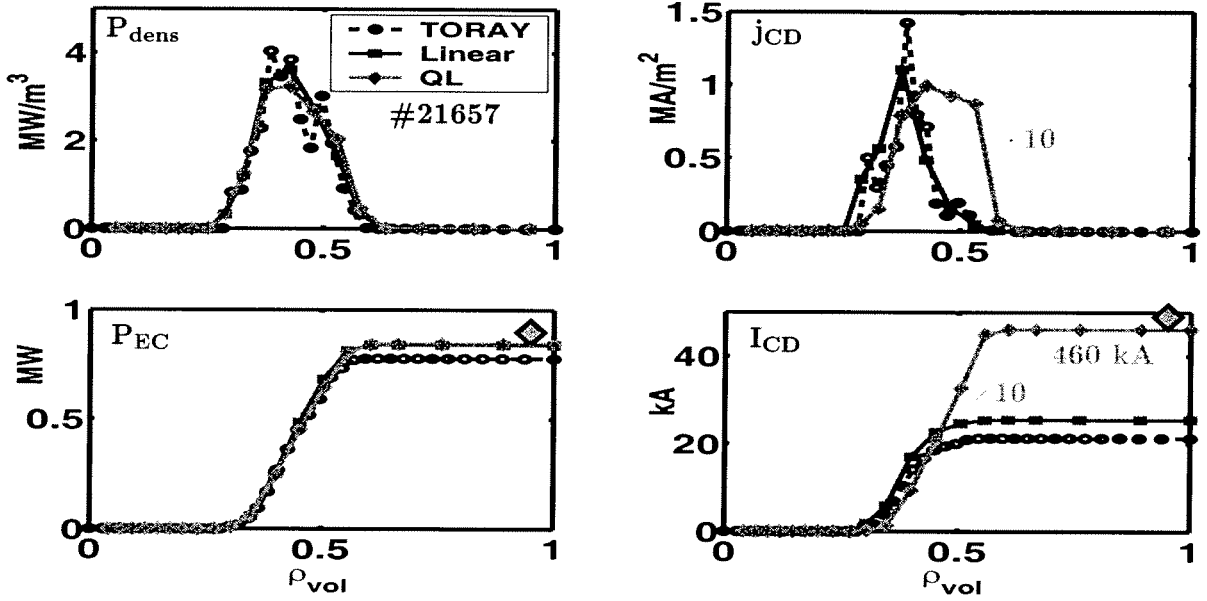 P_dens
TORAY
Linear
QL
#21657
MW/m³
4
2
0
0
0.5
1
j_CD
MA/m²
1.5
1
0.5
0
· 10
0
0.5
1
P_EC
MW
1
0.5
0
0
0.5
1
ρ_vol
I_CD
kA
40
20
0
460 kA
10
0
0.5
1
ρ_vol